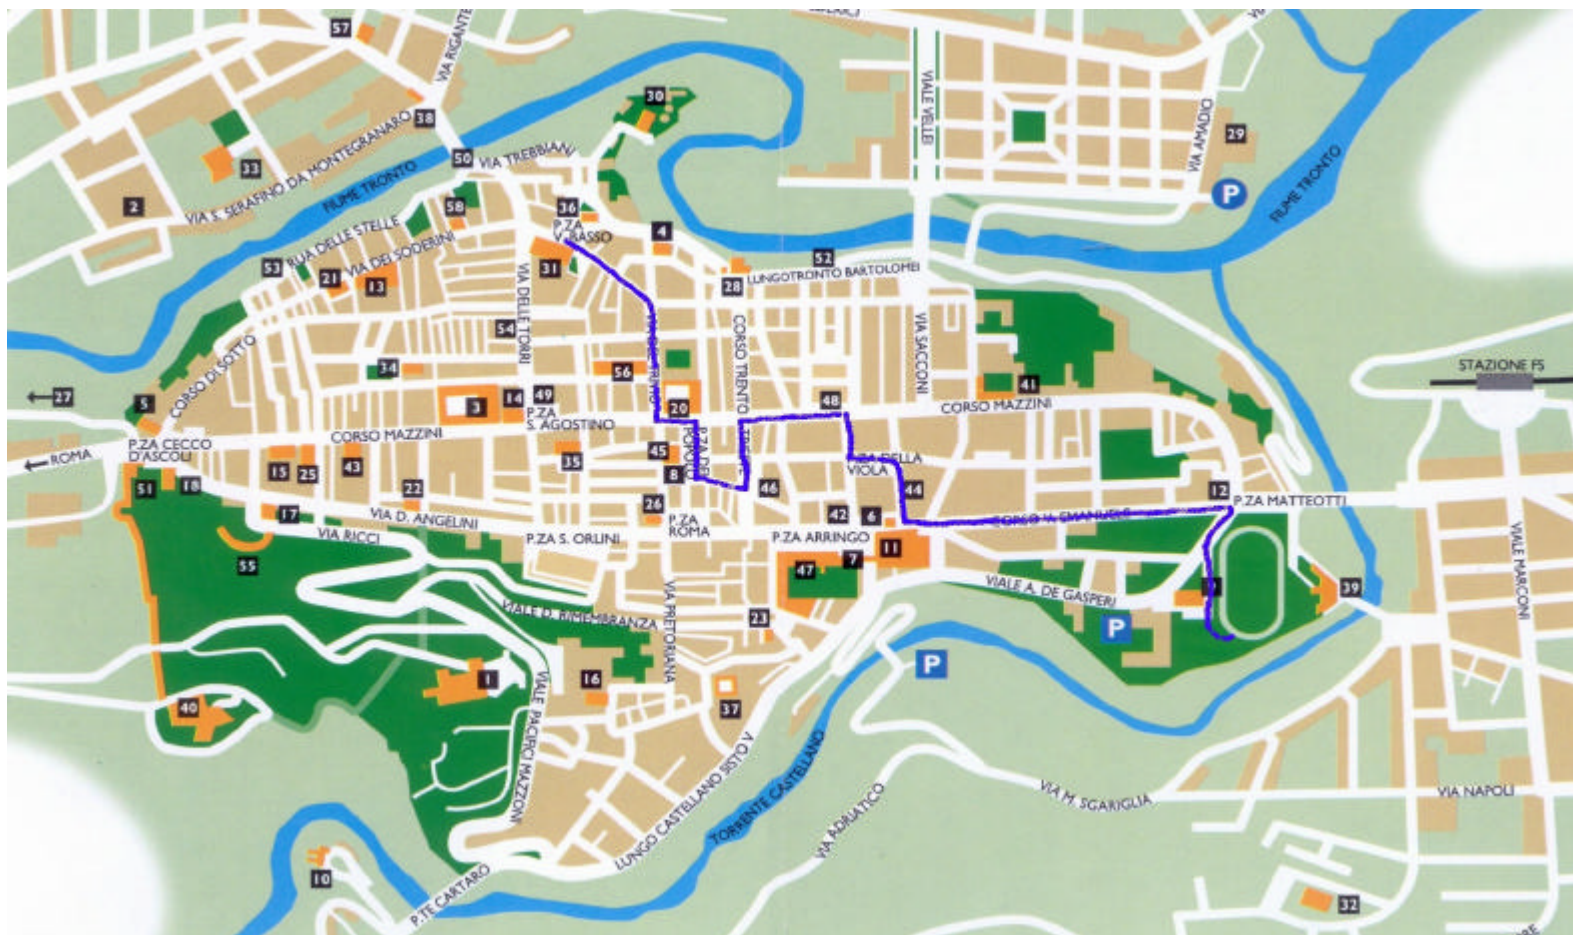 57
VIA RIGANTE
30
38
VIALE VELLEI
VIA AMADIO
29
50
VIA TREBBIANI
33
VIA S. SERAFINO DA MONTEGRANARO
FIUME TRONTO
2
P
FIUME TRONTO
58
36
P.ZA
V. BASSO
4
RUA DELLE STELLE
VIA DEI SODERINI
53
21
13
31
28
52
LUNGOTRONTO BARTOLOMEI
VIA DELLE TORRI
54
CORSO TRENTO
TRIESTE
VIA SACCONI
CORSO DI SOTTO
34
56
41
STAZIONE FS
27
5
3
14
49
20
48
CORSO MAZZINI
P.ZA
S. AGOSTINO
CORSO MAZZINI
P.ZA CECCO
D'ASCOLI
ROMA
P.ZA DEL
POPOLO
45
35
8
DELLA
VIOLA
15
25
43
51
18
22
46
44
12
P.ZA MATTEOTTI
26
P.ZA
ROMA
42
6
CORSO V. EMANUELE
17
VIA D. ANGELINI
VIA RICCI
P.ZA S. ORLINI
P.ZA ARRINGO
11
7
47
55
VIALE A. DE GASPERI
39
VIALE MARCONI
VIALE D. RIMEMBRANZA
VIA PRETORIANA
23
P
P
1
16
40
37
VIALE PACIFICI MAZZONI
LUNGO CASTELLANO SISTO V
TORRENTE CASTELLANO
VIA ADRIATICO
VIA M. SGARIGLIA
VIA NAPOLI
10
P.TE CARTARO
32